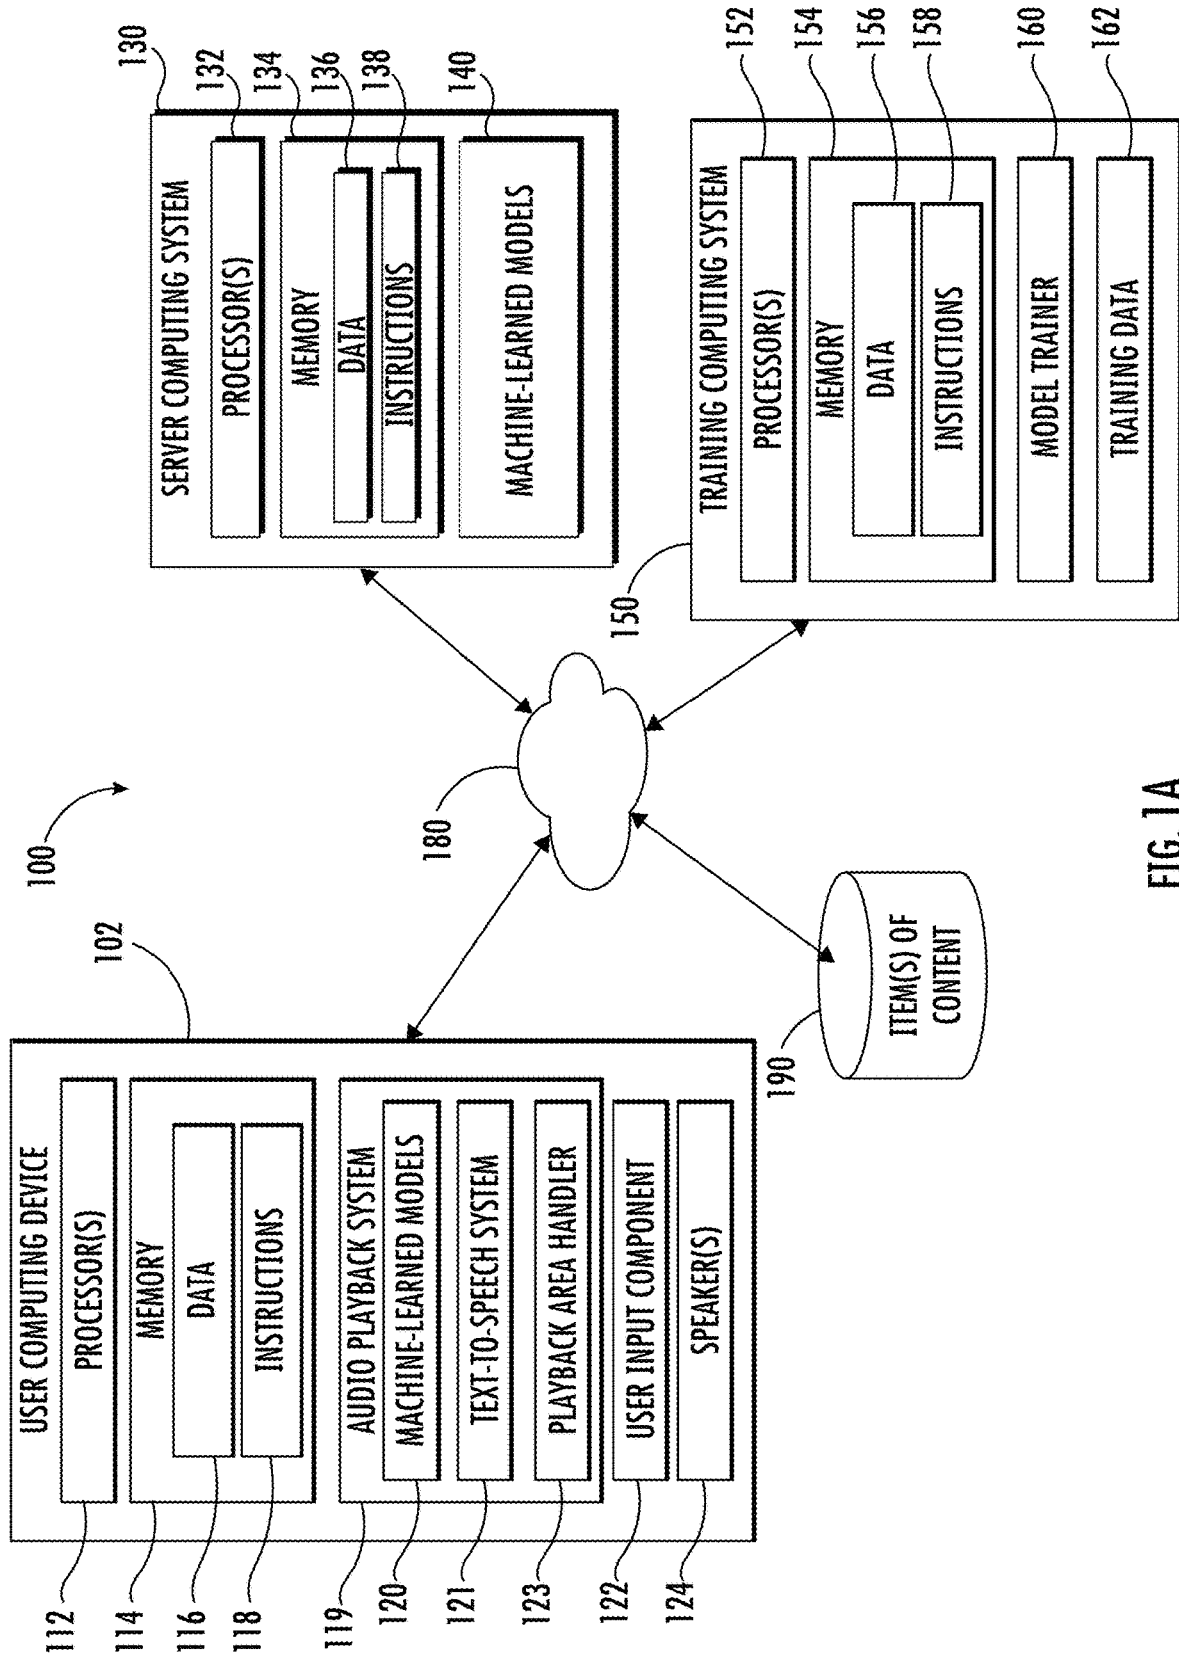 100
USER COMPUTING DEVICE
102
PROCESSOR(S)
112
MEMORY
114
DATA
116
INSTRUCTIONS
118
AUDIO PLAYBACK SYSTEM
119
MACHINE-LEARNED MODELS
120
TEXT-TO-SPEECH SYSTEM
121
PLAYBACK AREA HANDLER
123
USER INPUT COMPONENT
122
SPEAKER(S)
124
180
ITEM(S) OF
CONTENT
190
SERVER COMPUTING SYSTEM
130
PROCESSOR(S)
132
MEMORY
134
DATA
136
INSTRUCTIONS
138
MACHINE-LEARNED MODELS
140
TRAINING COMPUTING SYSTEM
150
PROCESSOR(S)
152
MEMORY
154
DATA
156
INSTRUCTIONS
158
MODEL TRAINER
160
TRAINING DATA
162
FIG. 1A